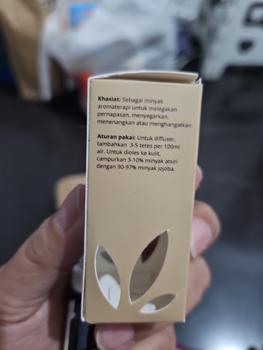 Khasiat: Sebagai minyak
aromaterapi untuk melegakan
pernapasan, menyegarkan,
menenangkan atau menghangatkan.
Aturan pakai: Untuk diffuser,
tambahkan 3-5 tetes per 100ml
air. Untuk dioles ke kulit,
campurkan 3-10% minyak atsiri
dengan 90-97% minyak jojoba.